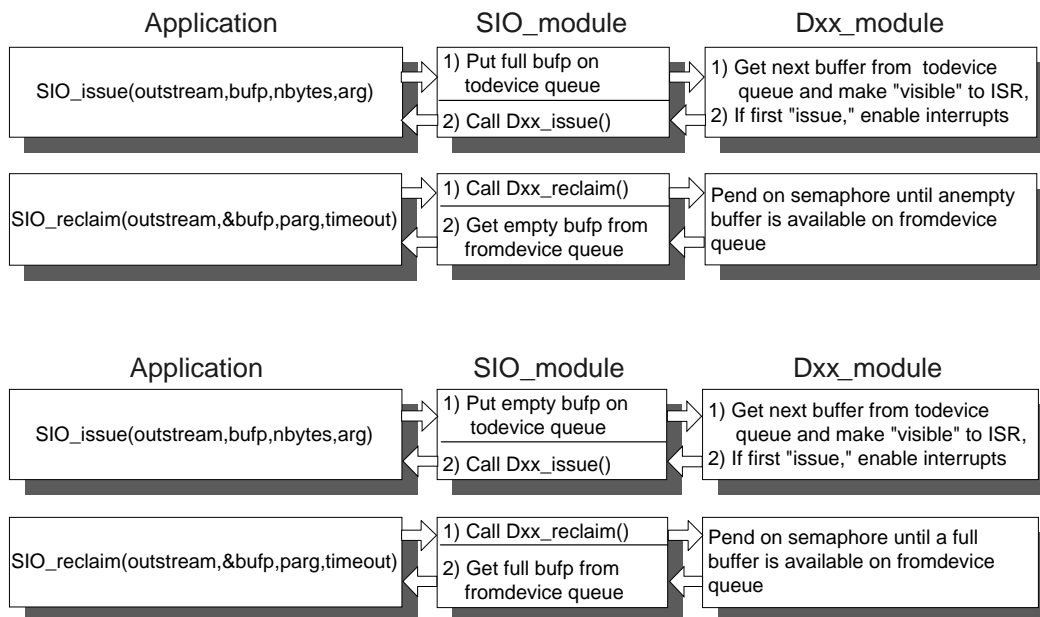 Application
SIO_module
Dxx_module
SIO_issue(outstream,bufp,nbytes,arg)
1) Put full bufp on
todevice queue
2) Call Dxx_issue()
1) Get next buffer from todevice
queue and make "visible" to ISR,
2) If first "issue," enable interrupts
SIO_reclaim(outstream,&bufp,parg,timeout)
1) Call Dxx_reclaim()
2) Get empty bufp from
fromdevice queue
Pend on semaphore until anempty
buffer is available on fromdevice
queue
Application
SIO_module
Dxx_module
SIO_issue(outstream,bufp,nbytes,arg)
1) Put empty bufp on
todevice queue
2) Call Dxx_issue()
1) Get next buffer from todevice
queue and make "visible" to ISR,
2) If first "issue," enable interrupts
SIO_reclaim(outstream,&bufp,parg,timeout)
1) Call Dxx_reclaim()
2) Get full bufp from
fromdevice queue
Pend on semaphore until a full
buffer is available on fromdevice
queue